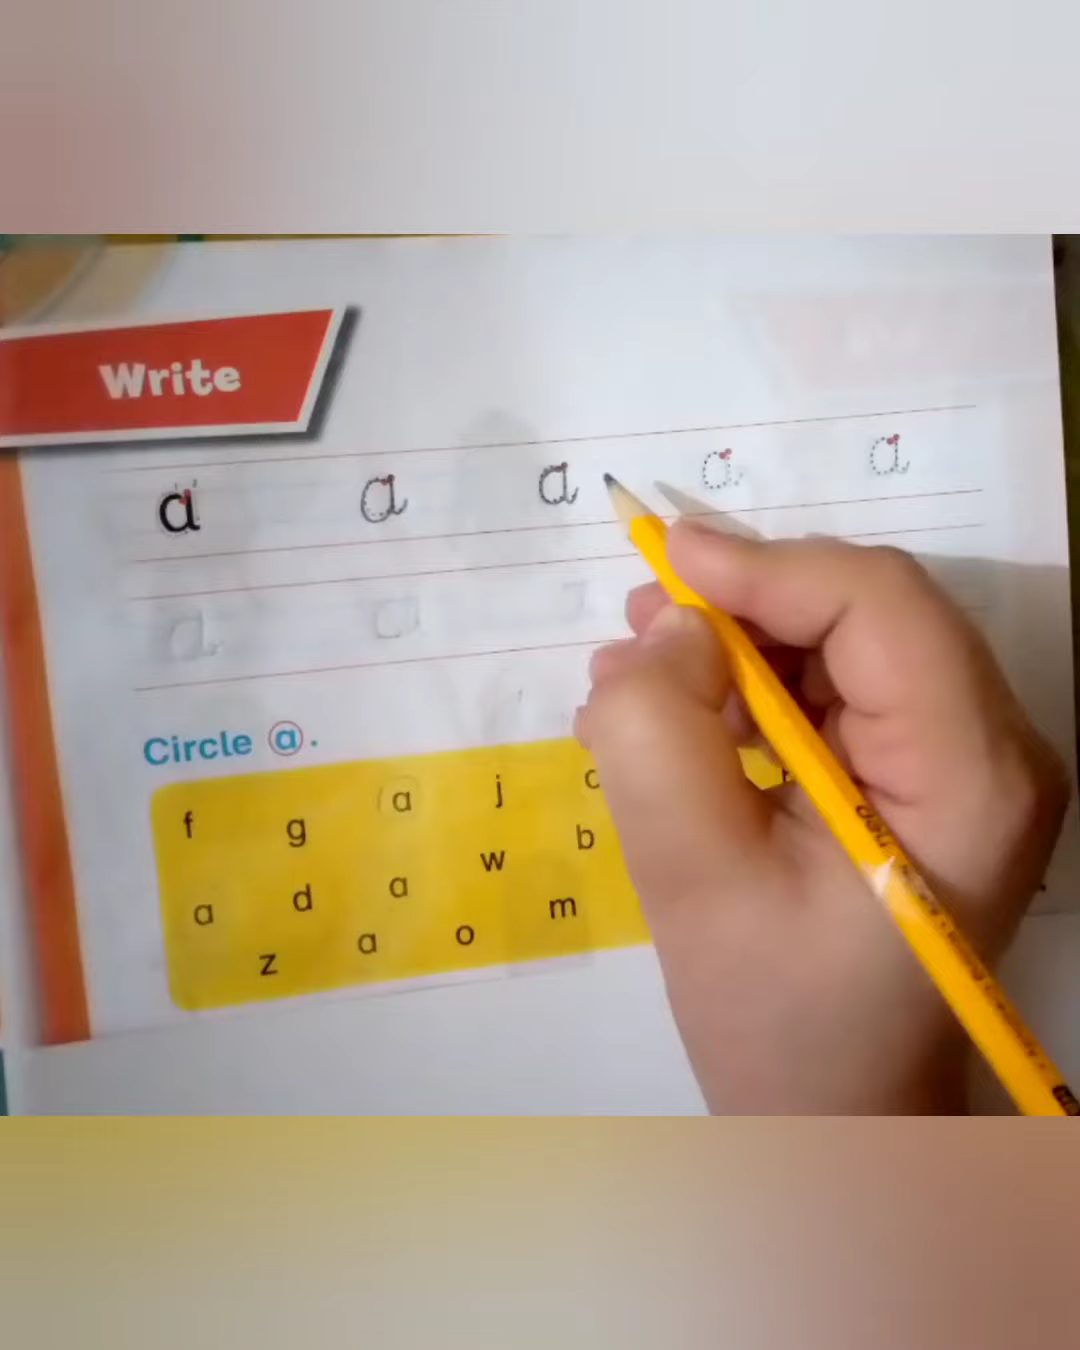 Write
a a a a a
a a
Circle a.
f g a j
a d a w b
z a o m